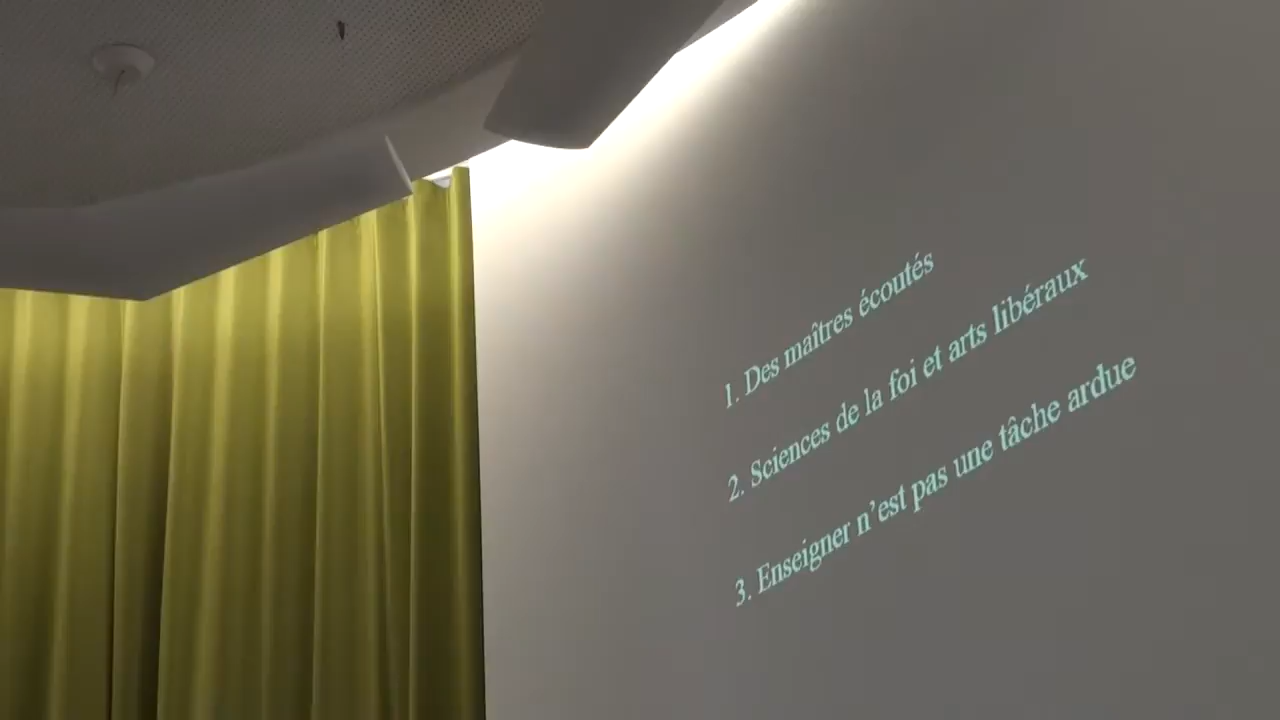 1. Des maîtres écoutés
2. Sciences de la foi et arts libéraux
3. Enseigner n’est pas une tâche ardue